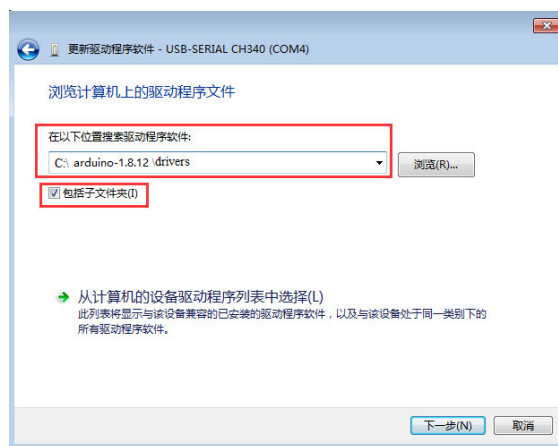 更新驱动程序软件 - USB-SERIAL CH340 (COM4)
浏览计算机上的驱动程序文件
在以下位置搜索驱动程序软件:
C:\ arduino-1.8.12 \drivers
浏览(R)...
包括子文件夹(I)
从计算机的设备驱动程序列表中选择(L)
此列表将显示与该设备兼容的已安装的驱动程序软件，以及与该设备处于同一类别下的
所有驱动程序软件。
下一步(N)
取消